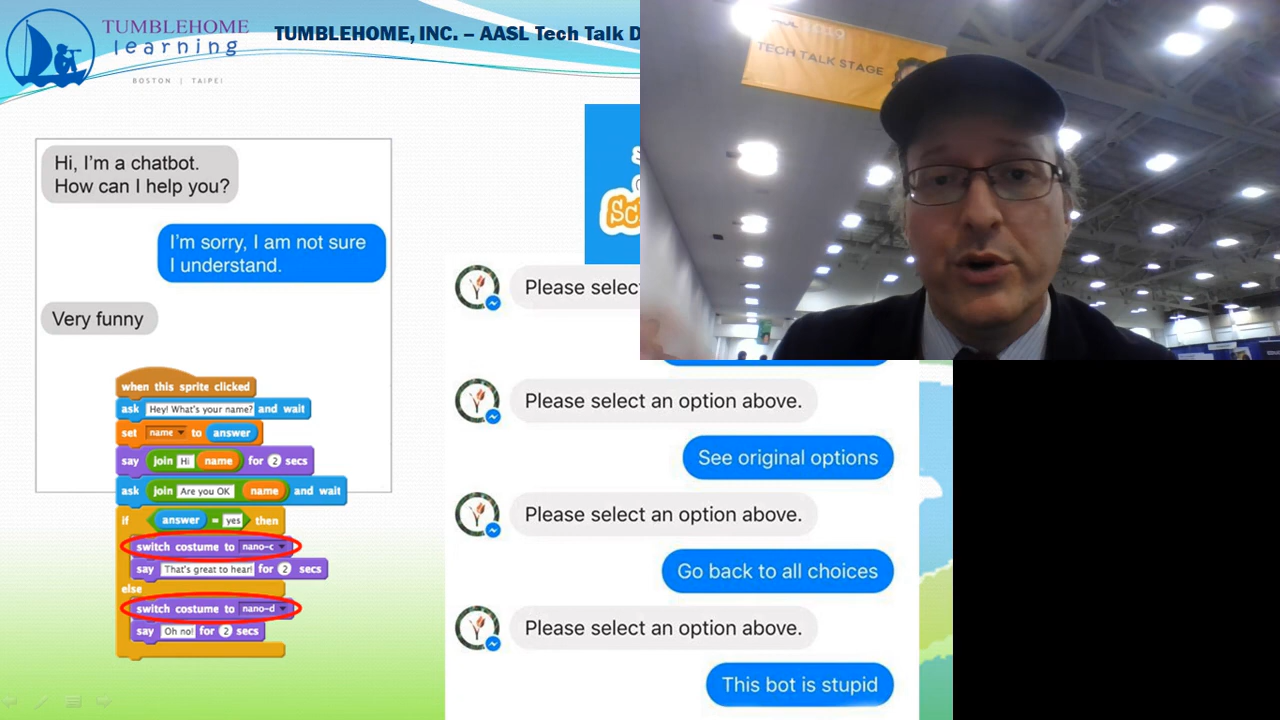 TUMBLEHOME
learning
BOSTON | TAIPEI
TUMBLEHOME, INC. – AASL Tech Talk D
TECH TALK STAGE
Hi, I'm a chatbot.
How can I help you?
I'm sorry, I am not sure
I understand.
Very funny
when this sprite clicked
ask Hey! What's your name? and wait
set name to answer
say join Hi name for 2 secs
ask join Are you OK name and wait
if answer = yes then
switch costume to nano-c
say That's great to hear! for 2 secs
else
switch costume to nano-d
say Oh no! for 2 secs
Please selec
Please select an option above.
See original options
Please select an option above.
Go back to all choices
Please select an option above.
This bot is stupid